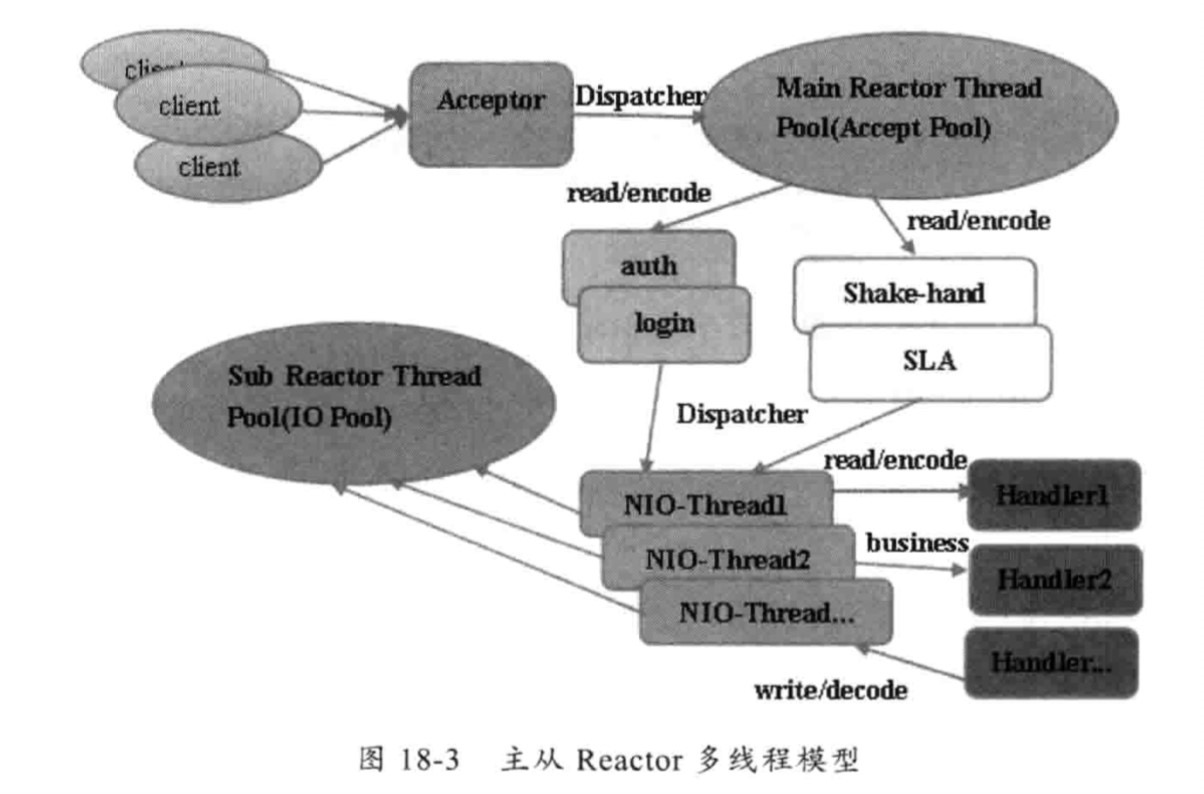 client
client
client
Acceptor
Dispatcher
Main Reactor Thread
Pool(Accept Pool)
read/encode
read/encode
auth
login
Shake-hand
SLA
Sub Reactor Thread
Pool(IO Pool)
Dispatcher
read/encode
NIO-Thread1
Handler1
business
NIO-Thread2
Handler2
NIO-Thread...
Handler...
write/decode
图 18-3 主从 Reactor 多线程模型